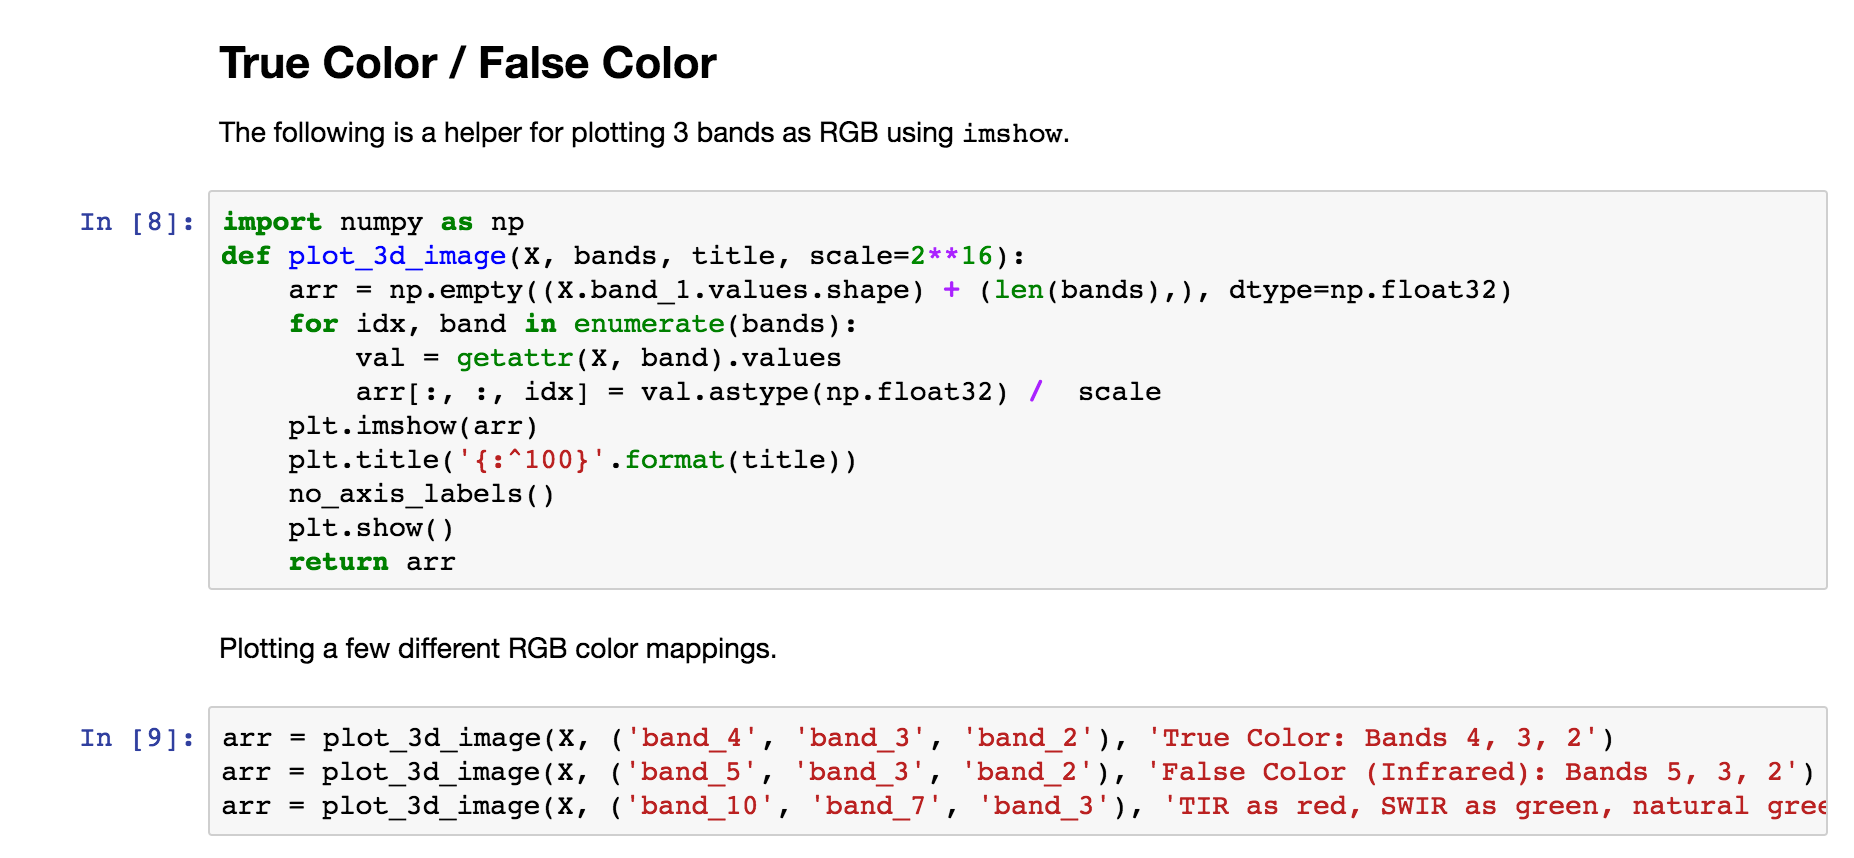 True Color / False Color
The following is a helper for plotting 3 bands as RGB using imshow.
In [8]:
import numpy as np
def plot_3d_image(X, bands, title, scale=2**16):
    arr = np.empty((X.band_1.values.shape) + (len(bands),), dtype=np.float32)
    for idx, band in enumerate(bands):
        val = getattr(X, band).values
        arr[:, :, idx] = val.astype(np.float32) /  scale
    plt.imshow(arr)
    plt.title('{:^100}'.format(title))
    no_axis_labels()
    plt.show()
    return arr
Plotting a few different RGB color mappings.
In [9]:
arr = plot_3d_image(X, ('band_4', 'band_3', 'band_2'), 'True Color: Bands 4, 3, 2')
arr = plot_3d_image(X, ('band_5', 'band_3', 'band_2'), 'False Color (Infrared): Bands 5, 3, 2')
arr = plot_3d_image(X, ('band_10', 'band_7', 'band_3'), 'TIR as red, SWIR as green, natural gree